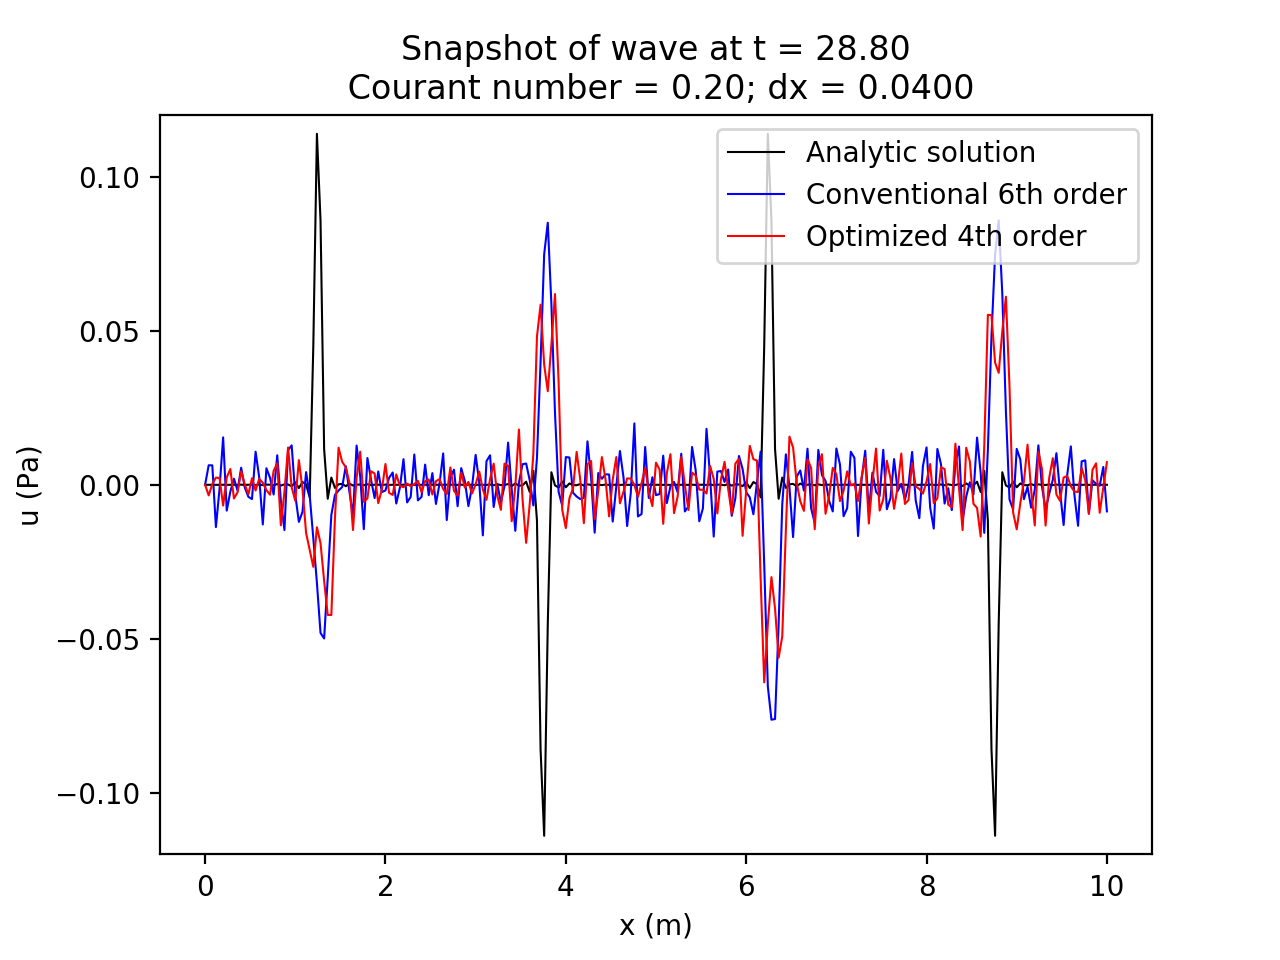 Snapshot of wave at t = 28.80
Courant number = 0.20; dx = 0.0400
Analytic solution
Conventional 6th order
Optimized 4th order
0.10
0.05
0.00
−0.05
−0.10
u (Pa)
0 2 4 6 8 10
x (m)